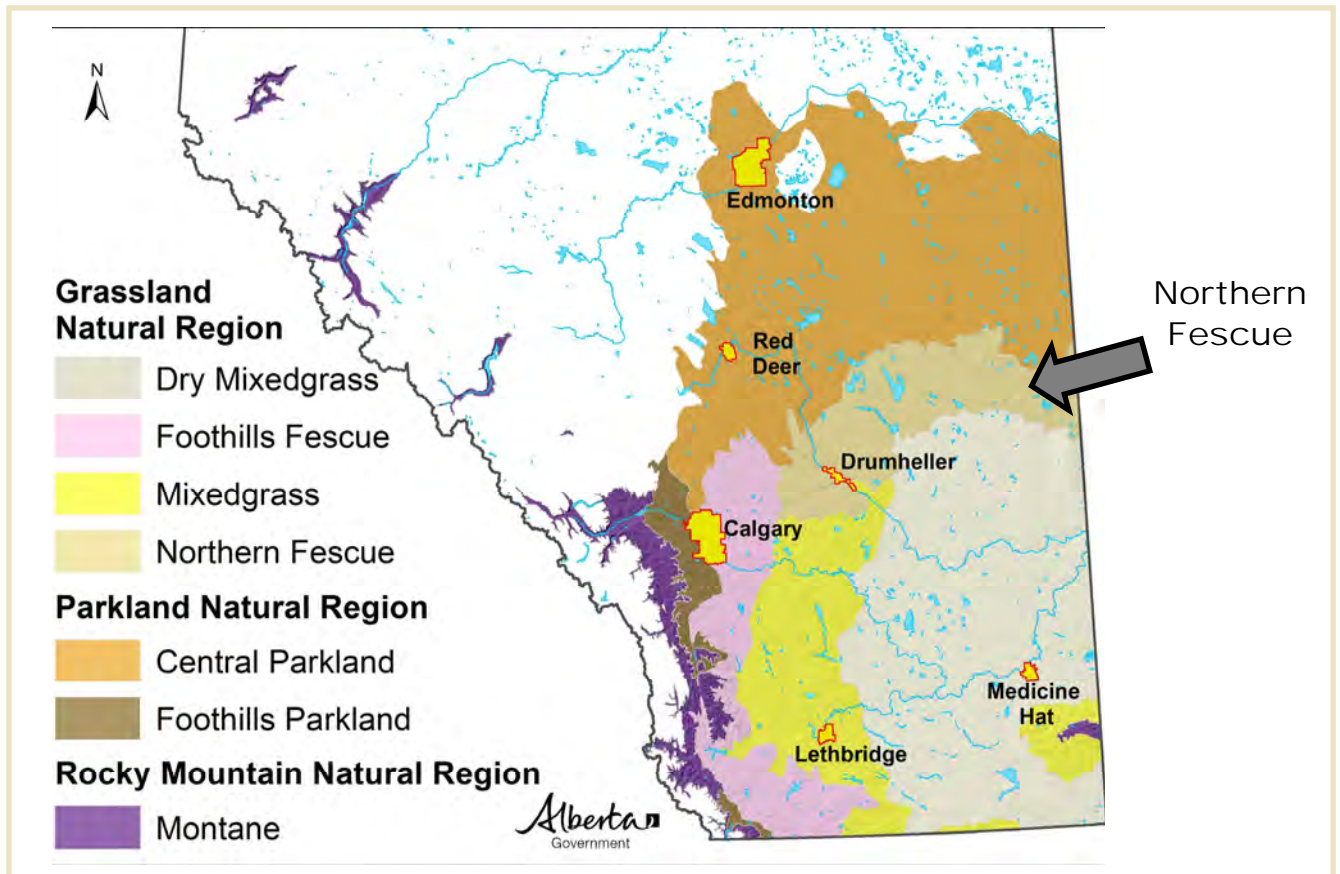 N
Edmonton
Northern
Fescue
Grassland
Natural Region
Red
Deer
Dry Mixedgrass
Foothills Fescue
Drumheller
Mixedgrass
Calgary
Northern Fescue
Parkland Natural Region
Central Parkland
Medicine
Hat
Foothills Parkland
Lethbridge
Rocky Mountain Natural Region
Montane
Alberta
Government